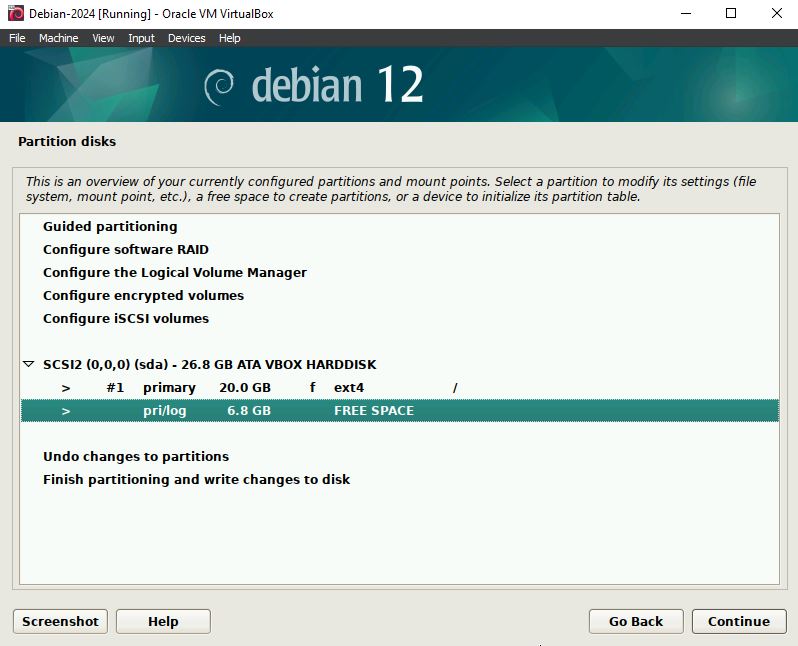 Debian-2024 [Running] - Oracle VM VirtualBox
File Machine View Input Devices Help
debian 12
Partition disks
This is an overview of your currently configured partitions and mount points. Select a partition to modify its settings (file
system, mount point, etc.), a free space to create partitions, or a device to initialize its partition table.
Guided partitioning
Configure software RAID
Configure the Logical Volume Manager
Configure encrypted volumes
Configure iSCSI volumes
SCSI2 (0,0,0) (sda) - 26.8 GB ATA VBOX HARDDISK
> #1 primary 20.0 GB f ext4 /
> pri/log 6.8 GB FREE SPACE
Undo changes to partitions
Finish partitioning and write changes to disk
Screenshot Help Go Back Continue